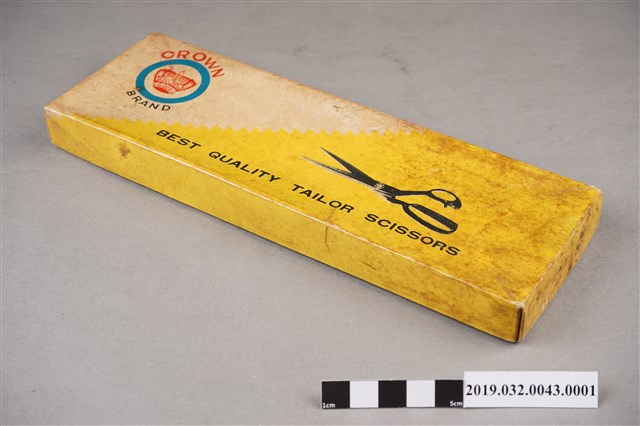 CROWN
BRAND
BEST QUALITY TAILOR SCISSORS
1cm 5cm
2019.032.0043.0001